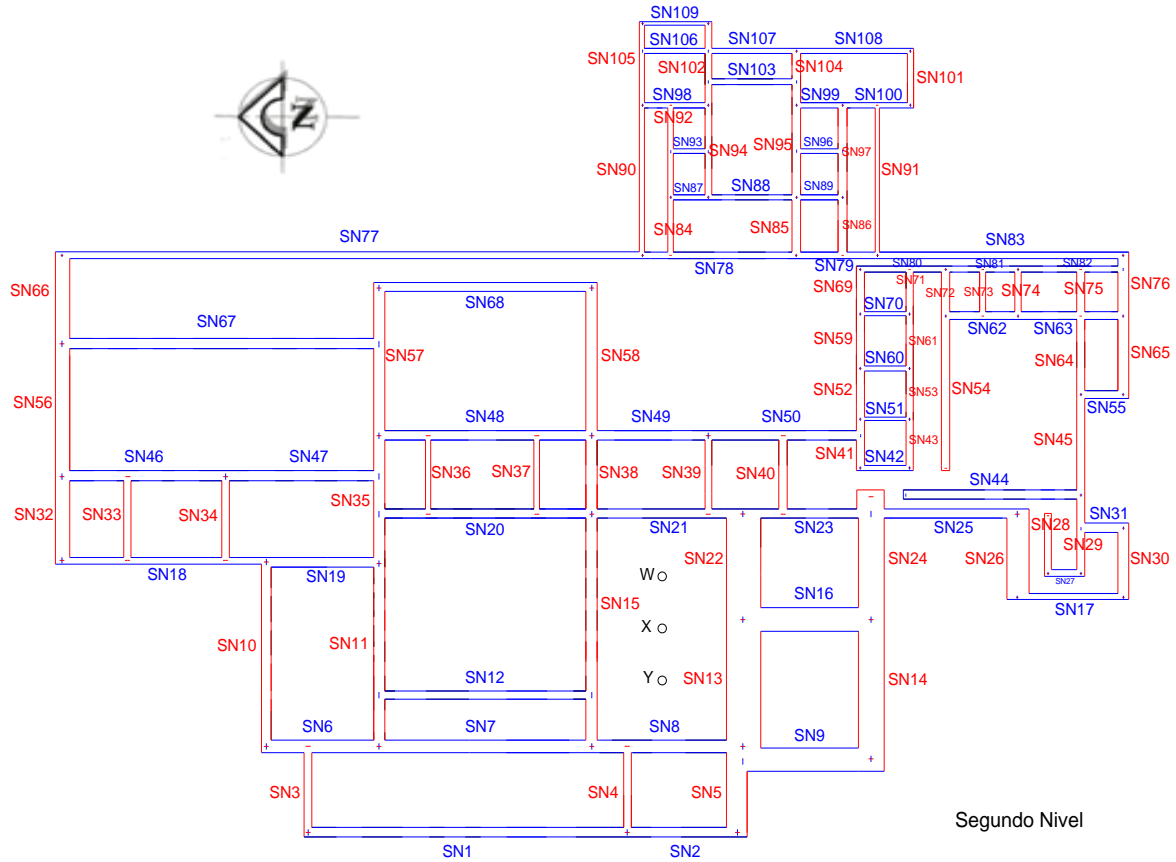 SN109
SN106 SN107 SN108
SN105 SN102 SN103 SN104 SN101
SN98 SN99 SN100
SN92
SN93 SN94 SN95 SN96 SN97
SN90 SN91
SN87 SN88 SN89
SN84 SN85 SN86
SN77 SN78 SN79 SN83
SN80 SN81 SN82
SN66 SN69 SN71 SN72 SN73 SN74 SN75 SN76
SN68 SN70
SN67 SN57 SN58 SN59 SN61 SN62 SN63 SN64 SN65
SN60
SN56 SN52 SN53 SN54
SN51 SN55
SN48 SN49 SN50 SN43 SN45
SN46 SN47 SN36 SN37 SN38 SN39 SN40 SN41 SN42
SN44
SN32 SN33 SN34 SN35
SN20 SN21 SN23 SN25 SN28 SN31
SN22 SN24 SN26 SN29 SN30
SN18 SN19 W SN27
SN16 SN17
SN10 SN11 SN15 X
SN12 Y SN13 SN14
SN6 SN7 SN8 SN9
SN3 SN4 SN5
SN1 SN2
N
Segundo Nivel